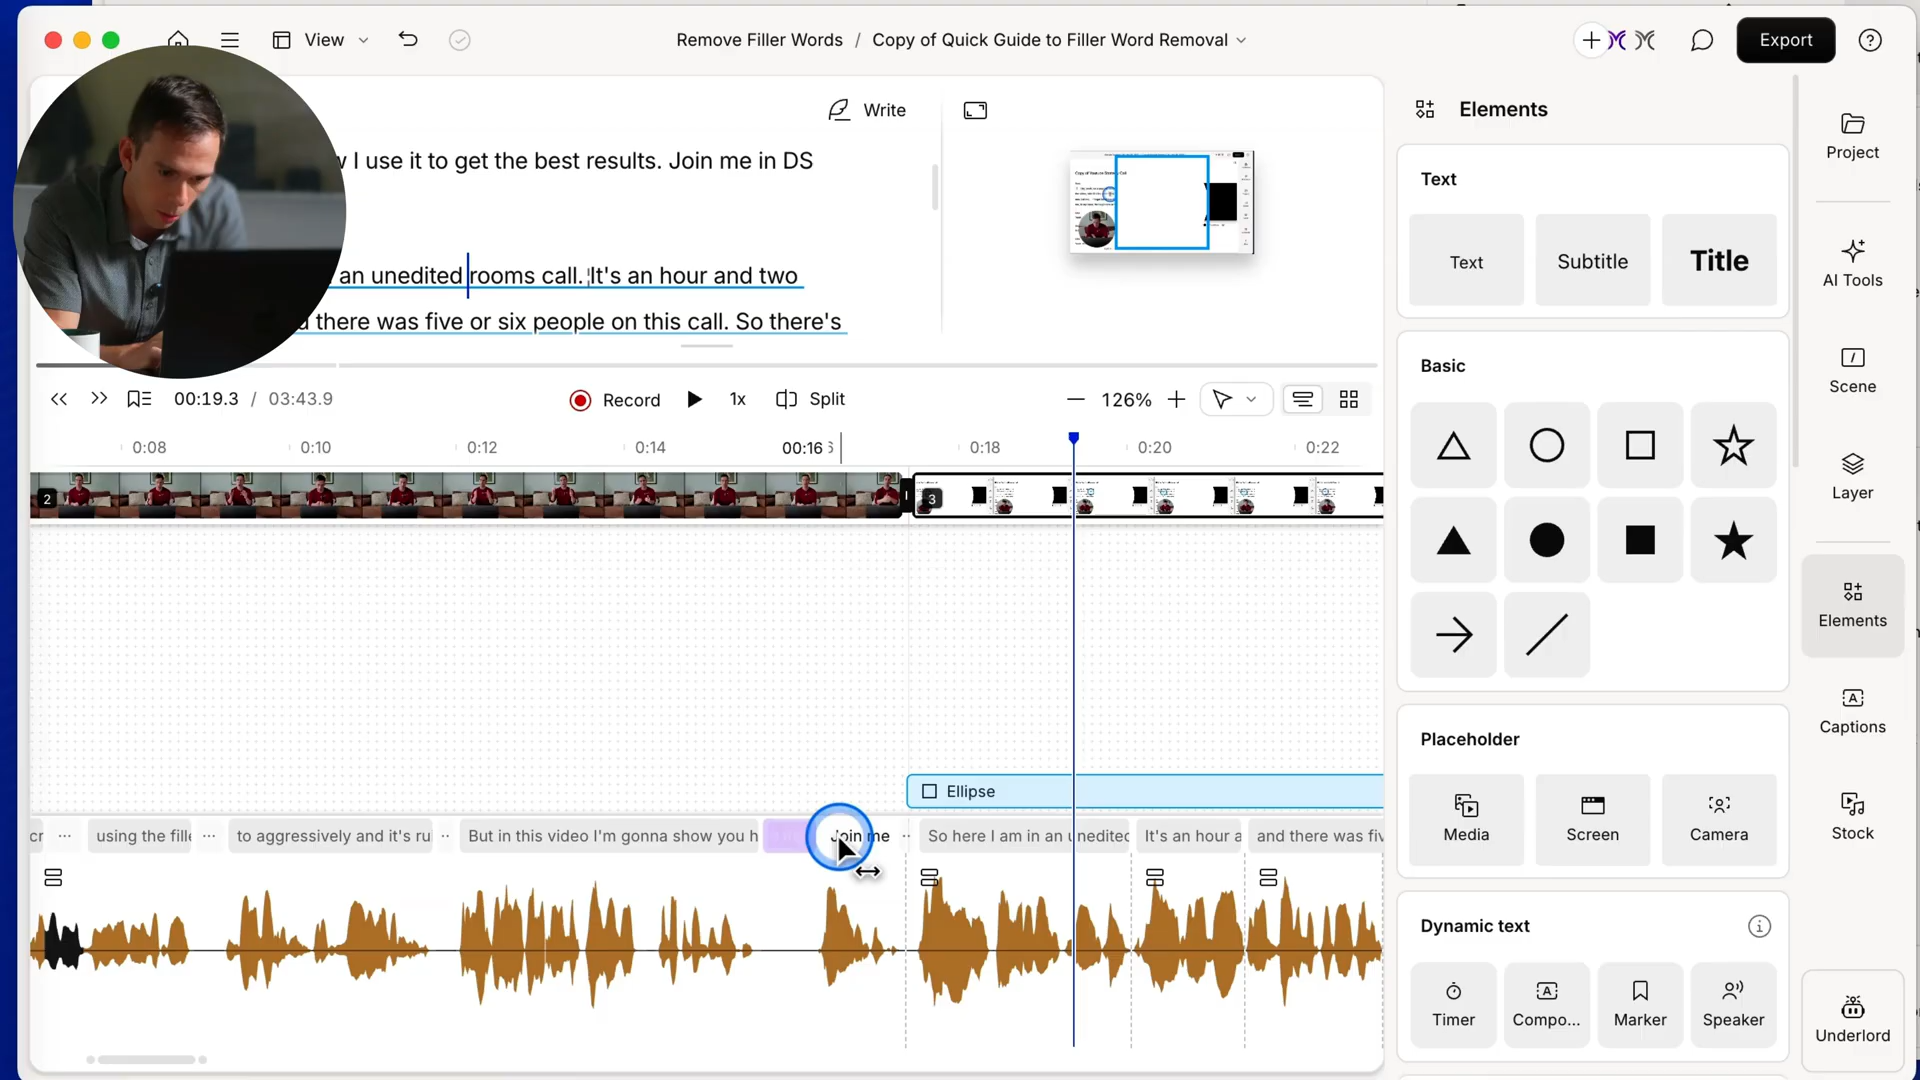 View
Remove Filler Words / Copy of Quick Guide to Filler Word Removal
Export
Write
I use it to get the best results. Join me in DS
an unedited rooms call. It's an hour and two
there was five or six people on this call. So there's
00:19.3 / 03:43.9
Record
1x
Split
126%
0:08
0:10
0:12
0:14
00:16
0:18
0:20
0:22
2
3
Ellipse
cr
using the fille
to aggressively and it's ru
But in this video I'm gonna show you h
Join me
So here I am in an unedited
It's an hour a
and there was fiv
Elements
Text
Text
Subtitle
Title
Basic
Placeholder
Media
Screen
Camera
Dynamic text
Timer
Compo...
Marker
Speaker
Project
AI Tools
Scene
Layer
Elements
Captions
Stock
Underlord